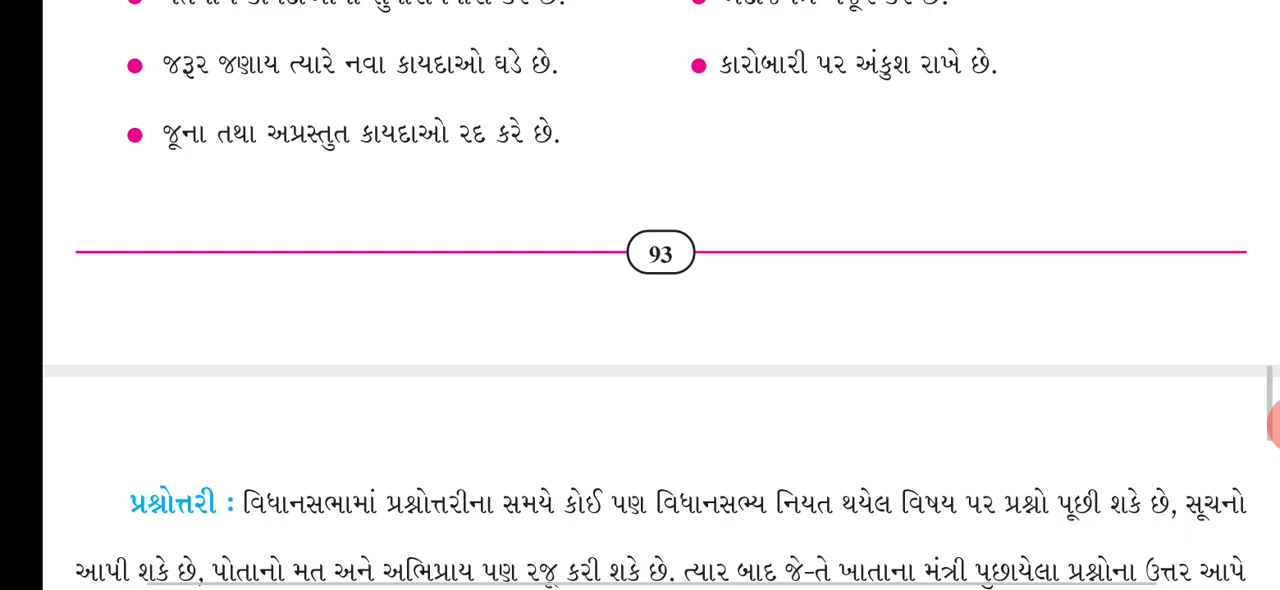 જરૂર જણાય ત્યારે નવા કાયદાઓ ઘડે છે.
કારોબારી પર અંકુશ રાખે છે.
જૂના તથા અપ્રસ્તુત કાયદાઓ રદ કરે છે.
93
પ્રશ્નોત્તરી : વિધાનસભામાં પ્રશ્નોત્તરીના સમયે કોઈ પણ વિધાનસભ્ય નિયત થયેલ વિષય પર પ્રશ્નો પૂછી શકે છે, સૂચનો
આપી શકે છે, પોતાનો મત અને અભિપ્રાય પણ રજૂ કરી શકે છે. ત્યાર બાદ જે-તે ખાતાના મંત્રી પુછાયેલા પ્રશ્નોના ઉત્તર આપે